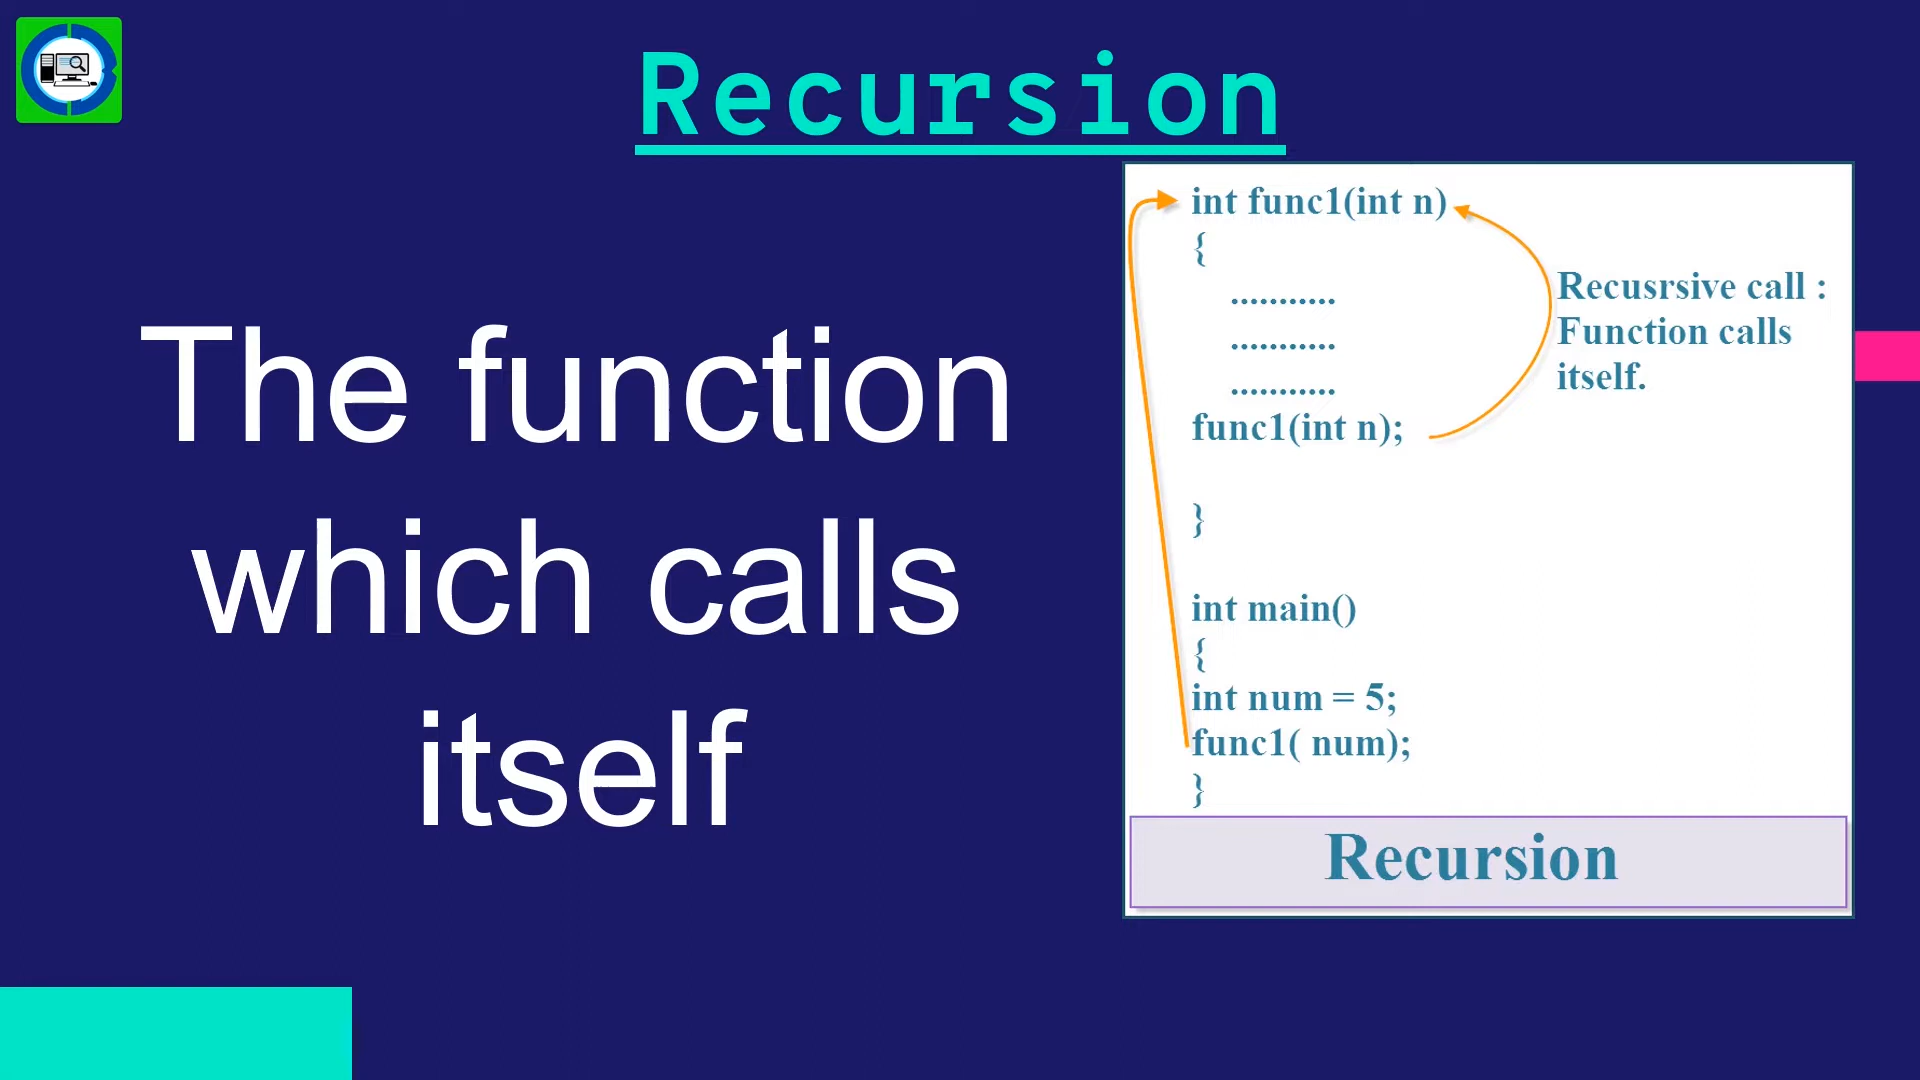 Recursion
The function
which calls
itself
int func1(int n)
{
...........
...........
...........
func1(int n);
}
Recusrsive call :
Function calls
itself.
int main()
{
int num = 5;
func1( num);
}
Recursion